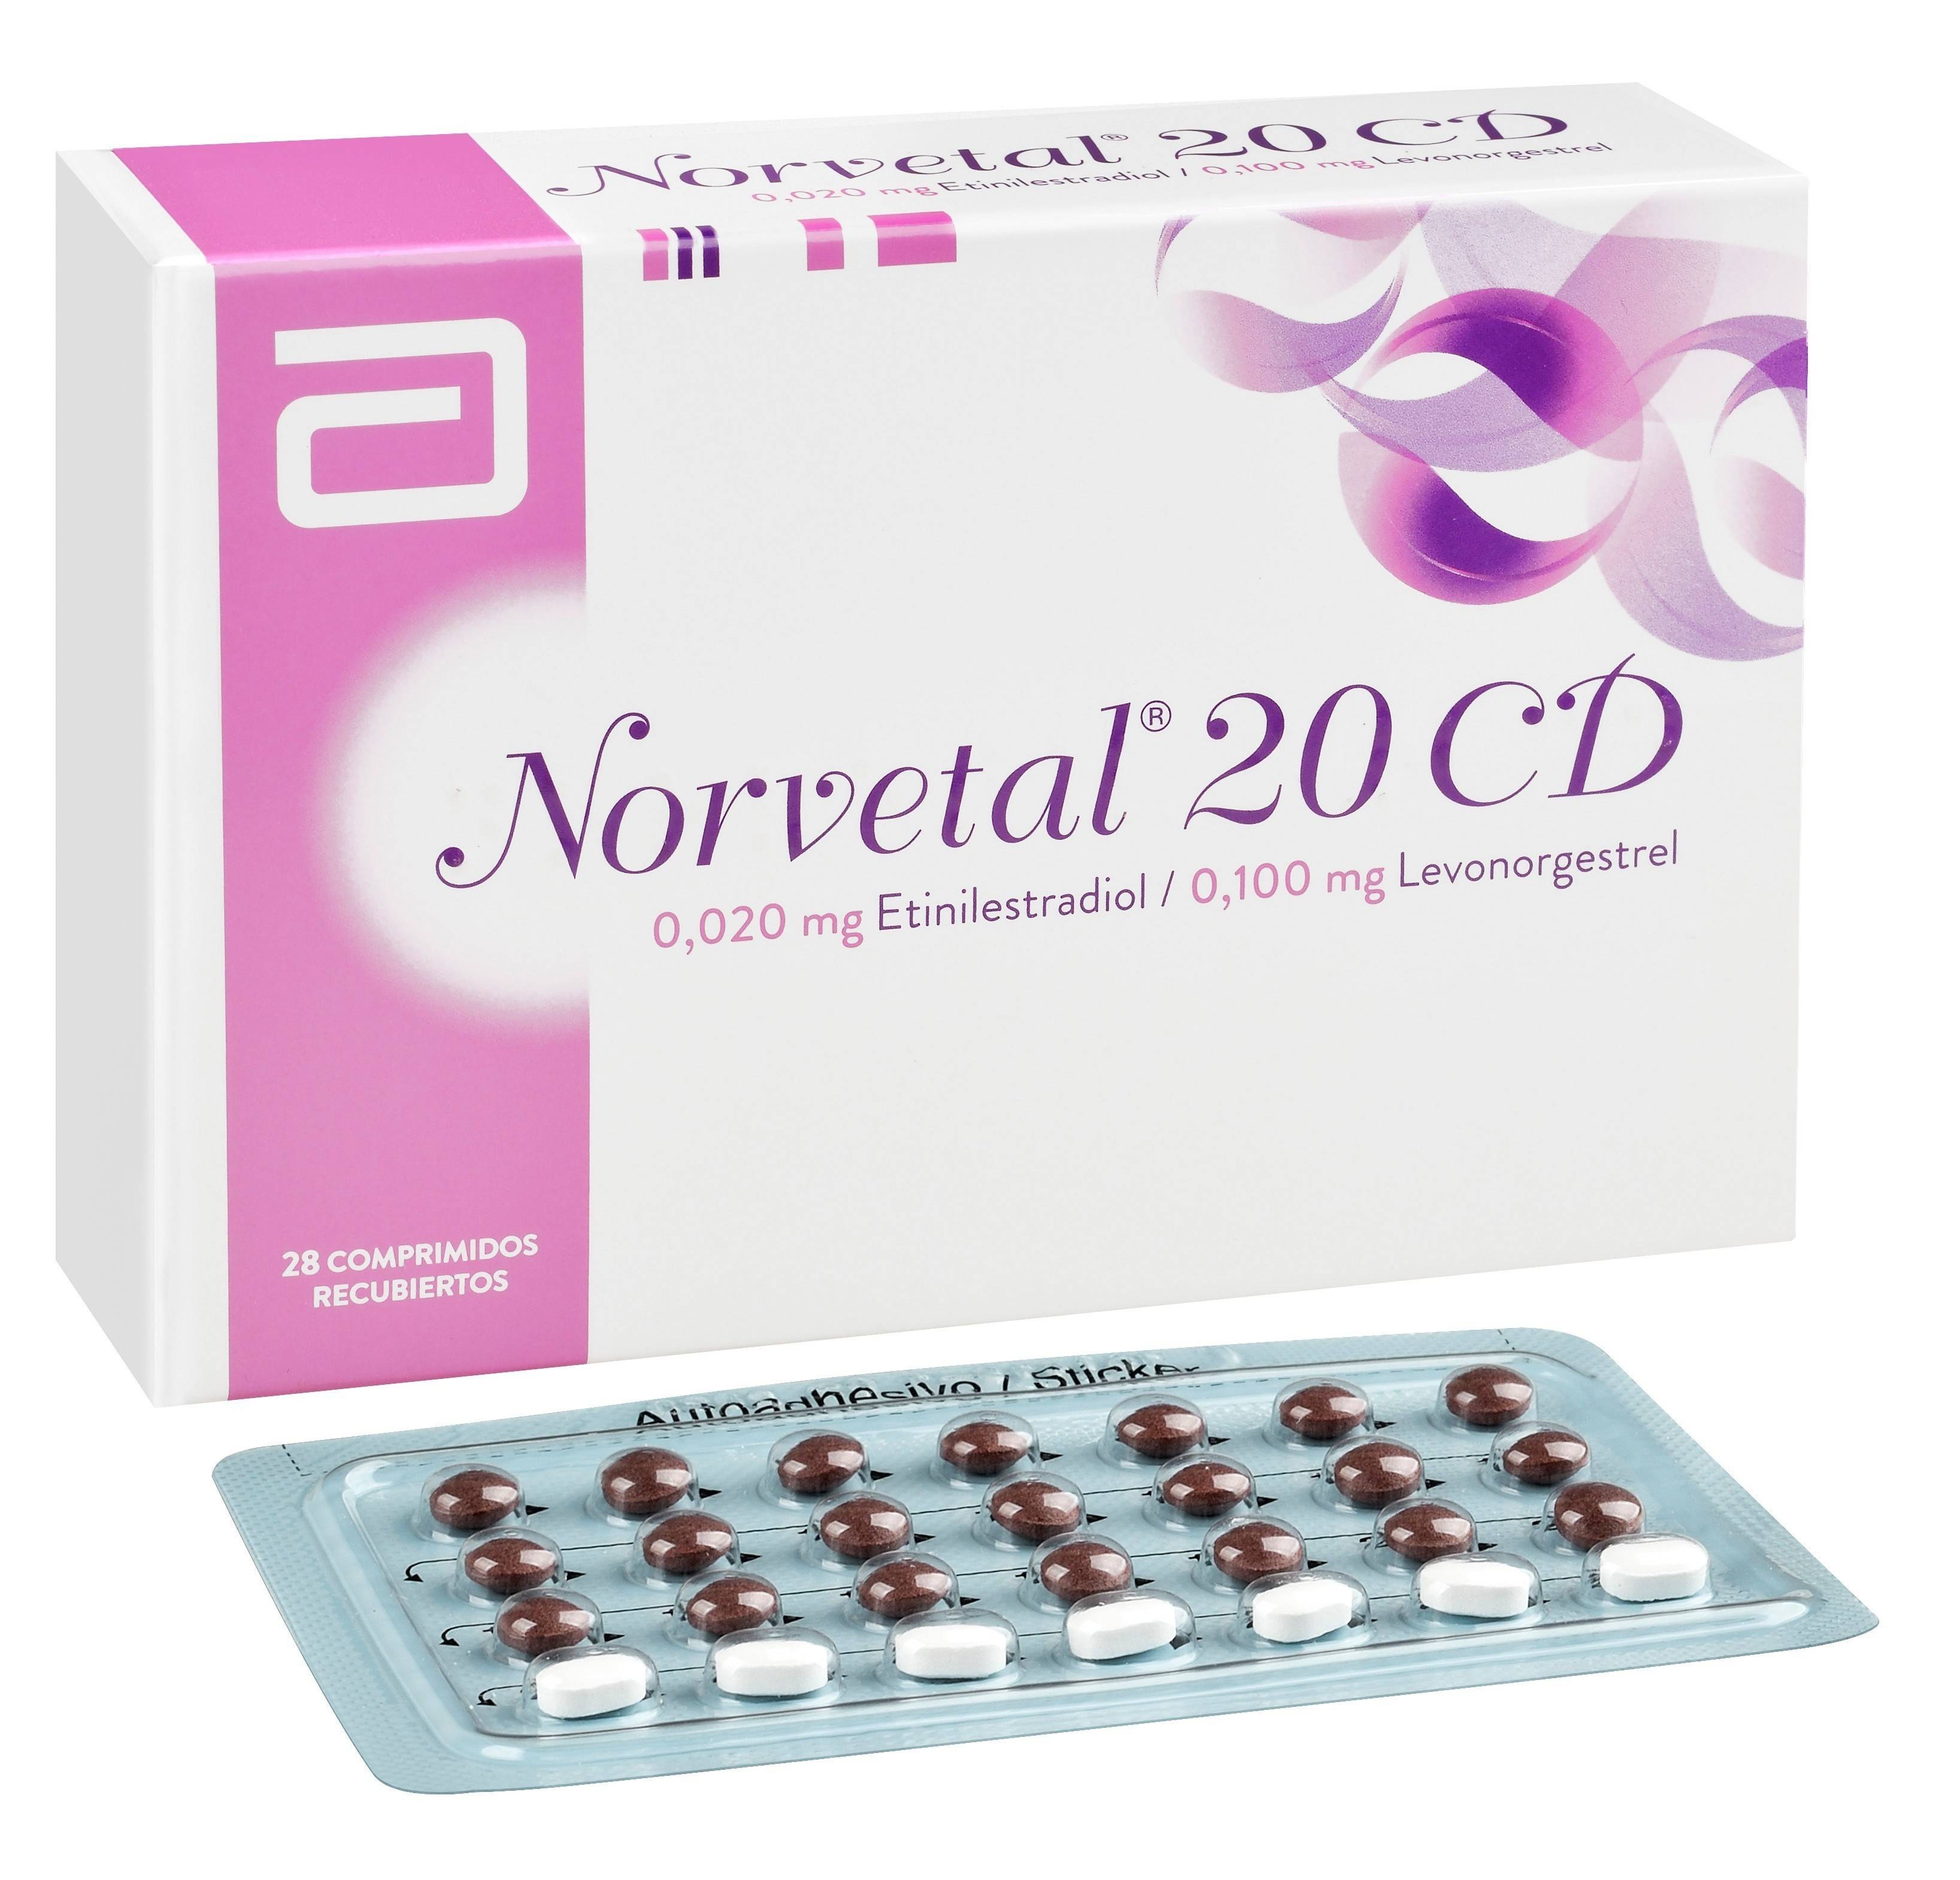 Norvetal® 20 CD
0,020 mg Etinilestradiol / 0,100 mg Levonorgestrel
Norvetal® 20 CD
0,020 mg Etinilestradiol / 0,100 mg Levonorgestrel
28 COMPRIMIDOS
RECUBIERTOS
Autoadhesivo / Sticker